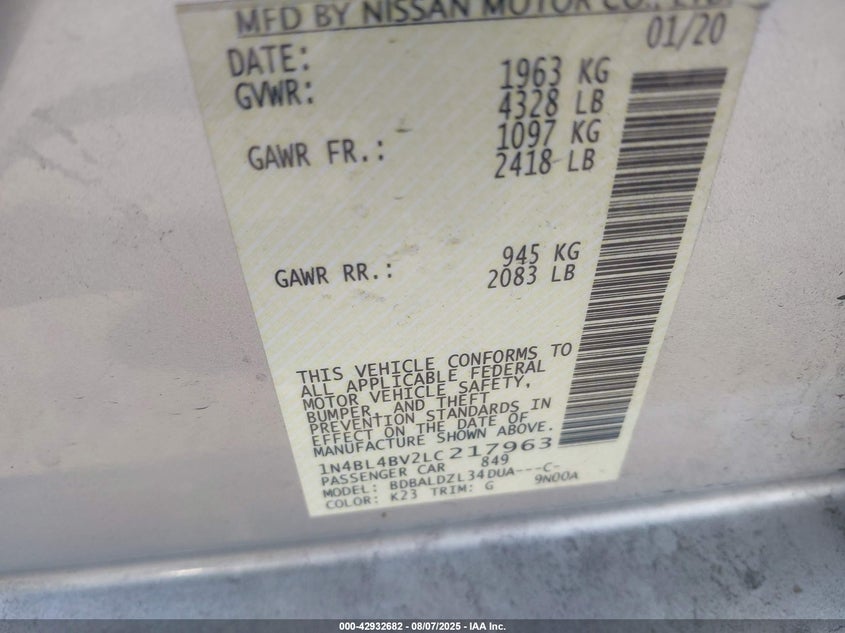 MFD BY NISSAN MOTOR CO., LTD.
DATE: 01/20
GVWR: 1963 KG
4328 LB
GAWR FR.: 1097 KG
2418 LB
GAWR RR.: 945 KG
2083 LB
THIS VEHICLE CONFORMS TO
ALL APPLICABLE FEDERAL
MOTOR VEHICLE SAFETY,
BUMPER, AND THEFT
PREVENTION STANDARDS IN
EFFECT ON THE DATE OF
MANUFACTURE SHOWN ABOVE.
1N4BL4BV2LC217963
PASSENGER CAR 849
MODEL: BDBALDZL34DUA---C-
COLOR: K23 TRIM: G 9N00A
000-42932682 - 08/07/2025 - IAA Inc.